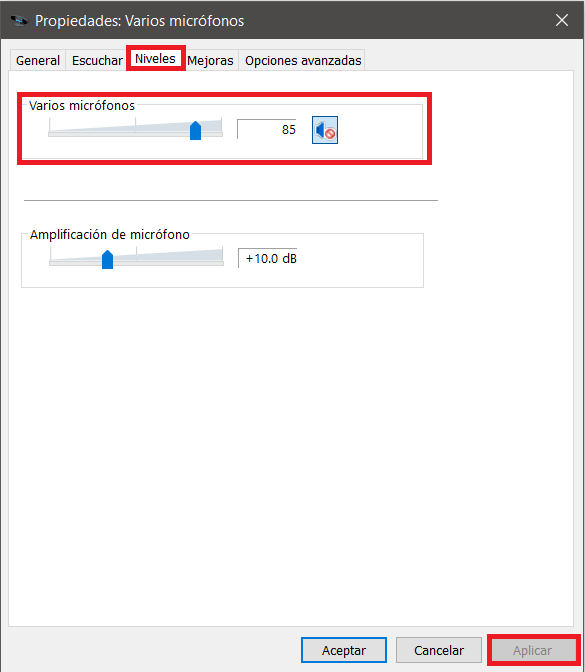 Propiedades: Varios micrófonos
General Escuchar Niveles Mejoras Opciones avanzadas
Varios micrófonos
85
Amplificación de micrófono
+10.0 dB
Aceptar Cancelar Aplicar